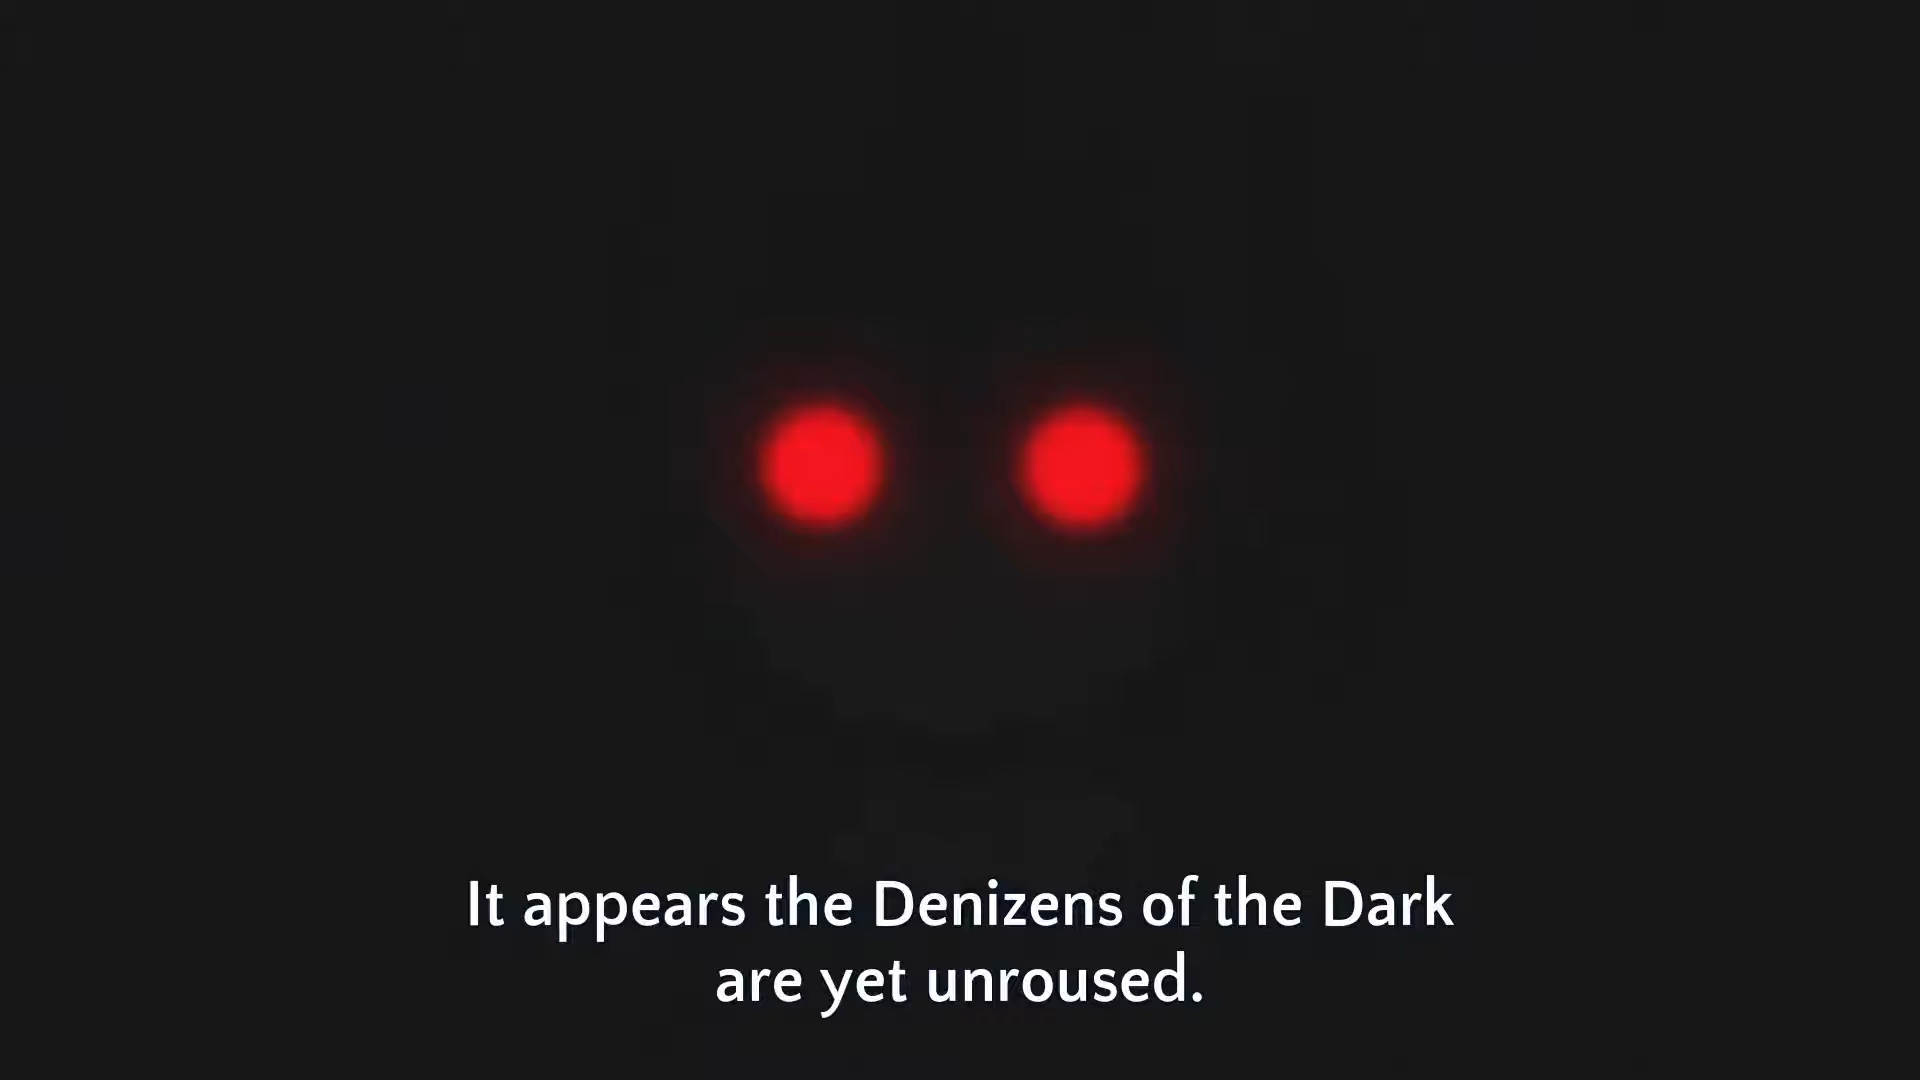 It appears the Denizens of the Dark
are yet unroused.